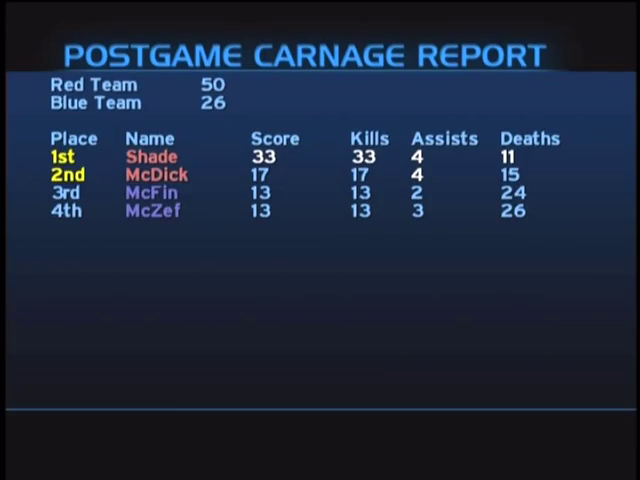 POSTGAME CARNAGE REPORT
Red Team 50
Blue Team 26
Place Name Score Kills Assists Deaths
1st Shade 33 33 4 11
2nd McDick 17 17 4 15
3rd McFin 13 13 2 24
4th McZef 13 13 3 26